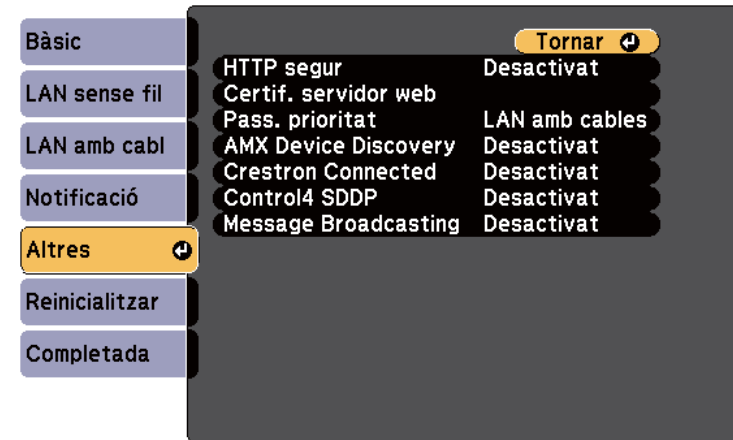 Bàsic
LAN sense fil
LAN amb cabl
Notificació
Altres
Reinicialitzar
Completada
Tornar
HTTP segur Desactivat
Certif. servidor web
Pass. prioritat LAN amb cables
AMX Device Discovery Desactivat
Crestron Connected Desactivat
Control4 SDDP Desactivat
Message Broadcasting Desactivat